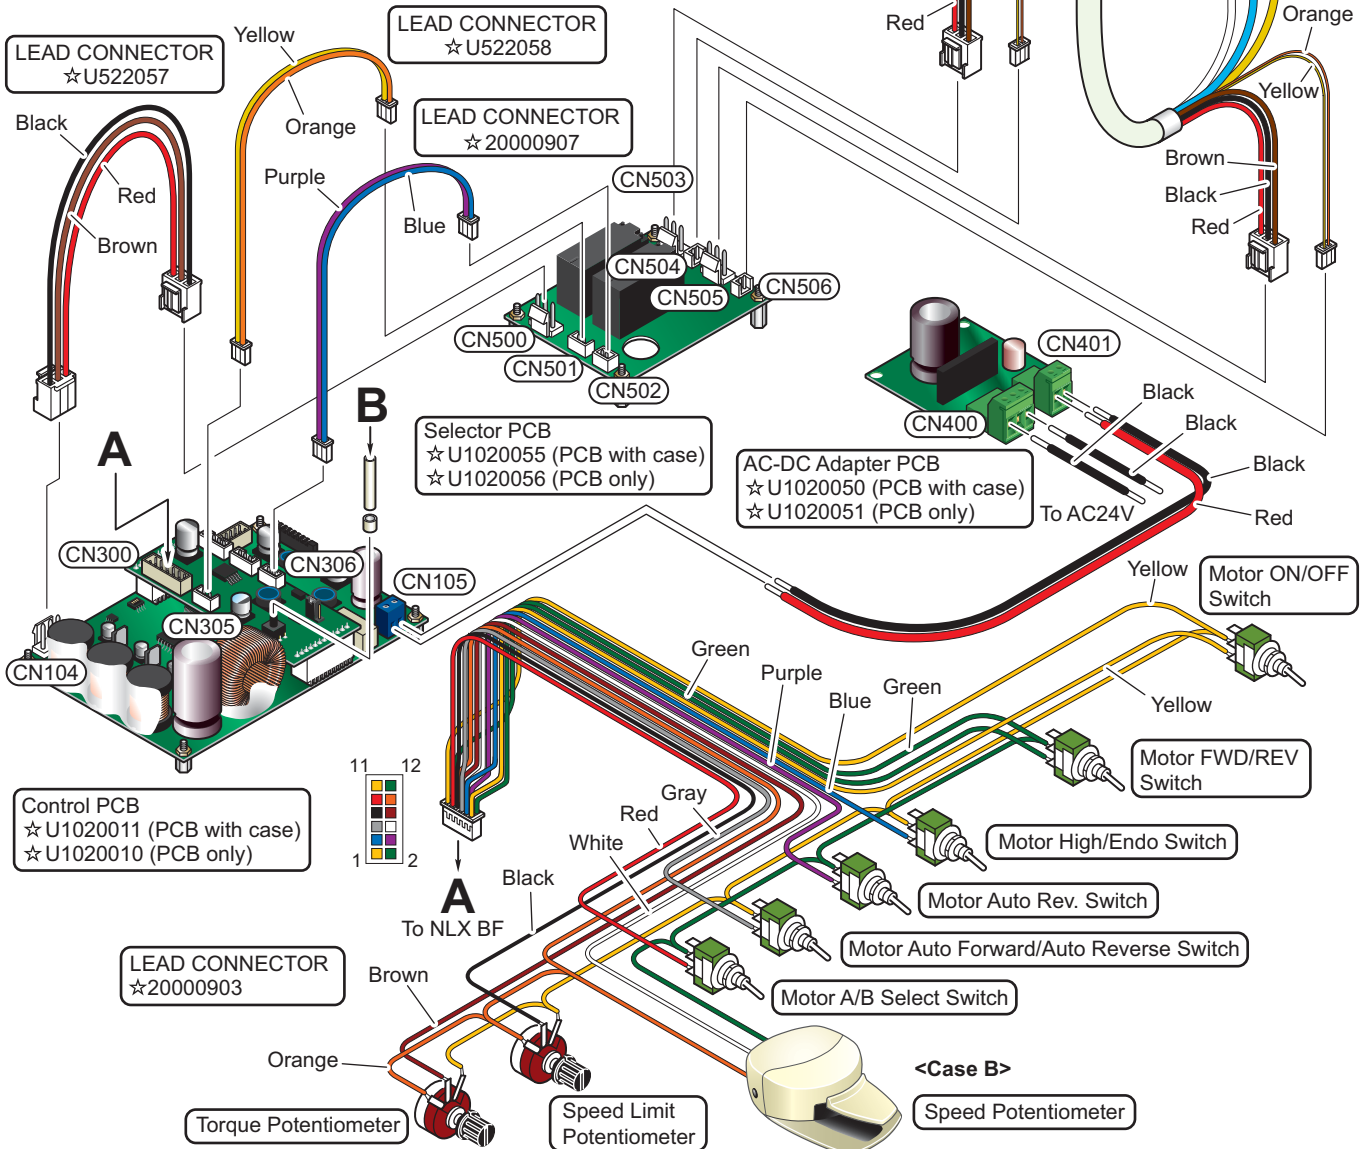 LEAD CONNECTOR
☆U522057
Yellow
LEAD CONNECTOR
☆U522058
Red
Orange
Yellow
Black
Orange
LEAD CONNECTOR
☆20000907
Red
Brown
Purple
Blue
CN503
Brown
Black
Red
CN504
CN505
CN506
CN500
CN501
CN502
CN401
CN400
Black
Black
Black
Red
To AC24V
A
B
Selector PCB
☆U1020055 (PCB with case)
☆U1020056 (PCB only)
AC-DC Adapter PCB
☆U1020050 (PCB with case)
☆U1020051 (PCB only)
CN300
CN306
CN105
CN305
CN104
Yellow
Motor ON/OFF
Switch
Green
Purple
Blue
Green
Yellow
Motor FWD/REV
Switch
11 12
1 2
Control PCB
☆U1020011 (PCB with case)
☆U1020010 (PCB only)
Gray
Red
White
Black
Motor High/Endo Switch
Motor Auto Rev. Switch
A
To NLX BF
Motor Auto Forward/Auto Reverse Switch
LEAD CONNECTOR
☆20000903
Brown
Motor A/B Select Switch
Orange
<Case B>
Speed Potentiometer
Torque Potentiometer
Speed Limit
Potentiometer